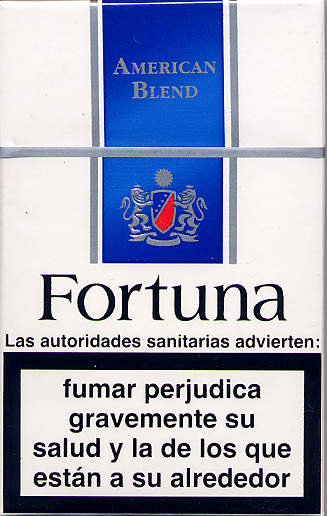 AMERICAN
BLEND
Fortuna
Las autoridades sanitarias advierten:
fumar perjudica
gravemente su
salud y la de los que
están a su alrededor